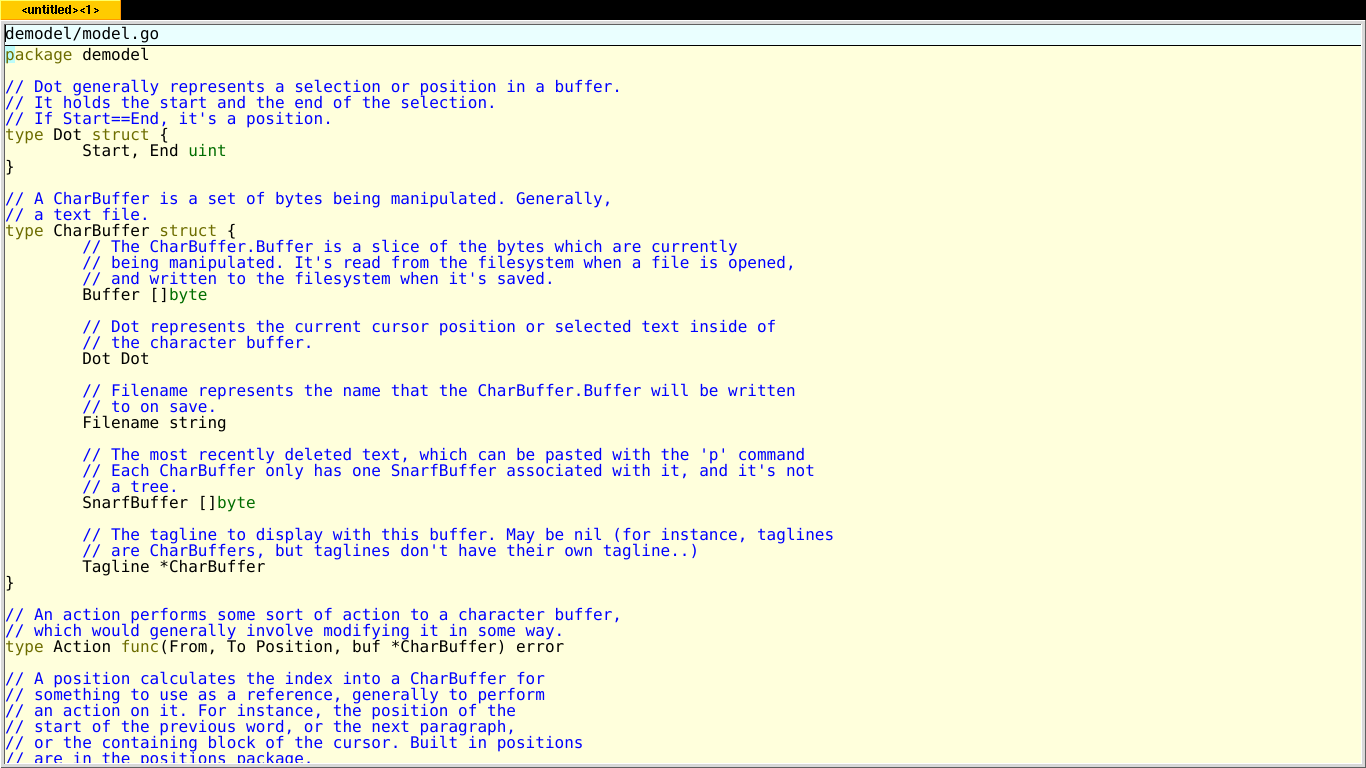 <untitled><1>
demodel/model.go
package demodel

// Dot generally represents a selection or position in a buffer.
// It holds the start and the end of the selection.
// If Start==End, it's a position.
type Dot struct {
        Start, End uint
}

// A CharBuffer is a set of bytes being manipulated. Generally,
// a text file.
type CharBuffer struct {
        // The CharBuffer.Buffer is a slice of the bytes which are currently
        // being manipulated. It's read from the filesystem when a file is opened,
        // and written to the filesystem when it's saved.
        Buffer []byte

        // Dot represents the current cursor position or selected text inside of
        // the character buffer.
        Dot Dot

        // Filename represents the name that the CharBuffer.Buffer will be written
        // to on save.
        Filename string

        // The most recently deleted text, which can be pasted with the 'p' command
        // Each CharBuffer only has one SnarfBuffer associated with it, and it's not
        // a tree.
        SnarfBuffer []byte

        // The tagline to display with this buffer. May be nil (for instance, taglines
        // are CharBuffers, but taglines don't have their own tagline..)
        Tagline *CharBuffer
}

// An action performs some sort of action to a character buffer,
// which would generally involve modifying it in some way.
type Action func(From, To Position, buf *CharBuffer) error

// A position calculates the index into a CharBuffer for
// something to use as a reference, generally to perform
// an action on it. For instance, the position of the
// start of the previous word, or the next paragraph,
// or the containing block of the cursor. Built in positions
// are in the positions package.